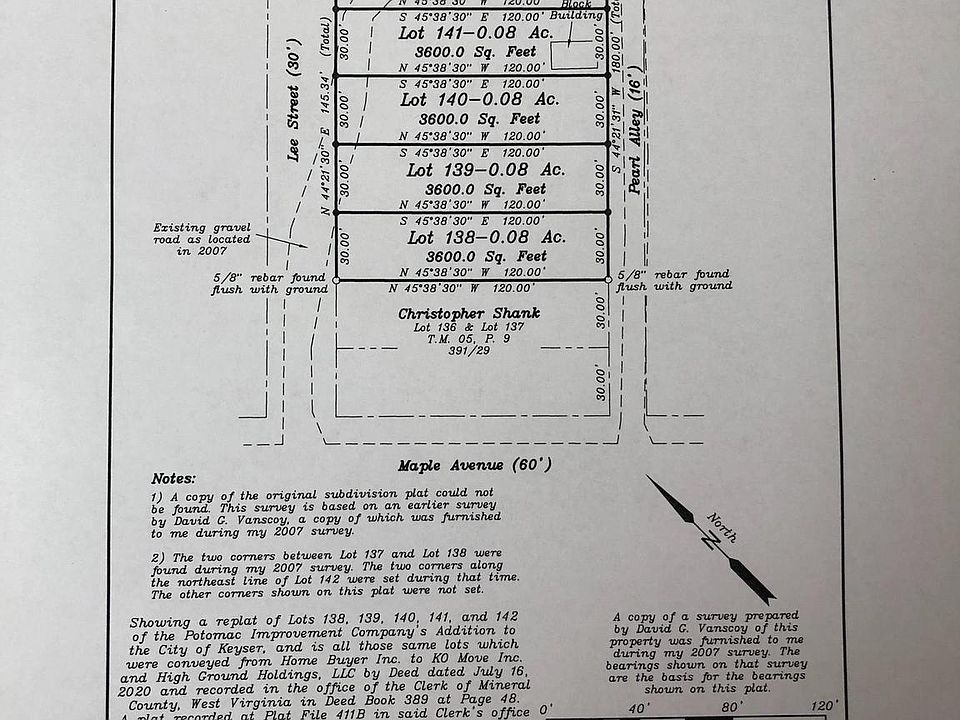 N 45°38'30" W 120.00'
Block
Building
S 45°38'30" E 120.00'
Lot 141-0.08 Ac.
3600.0 Sq. Feet
N 45°38'30" W 120.00'
30.00'
30.00'
(Total)
180.00'
S 45°38'30" E 120.00'
Lot 140-0.08 Ac.
3600.0 Sq. Feet
N 45°38'30" W 120.00'
30.00'
30.00'
Lee Street (30')
N 44°21'30" E 145.34'
S 44°21'31" W
Pearl Alley (16')
S 45°38'30" E 120.00'
Lot 139-0.08 Ac.
3600.0 Sq. Feet
N 45°38'30" W 120.00'
30.00'
30.00'
S 45°38'30" E 120.00'
Lot 138-0.08 Ac.
3600.0 Sq. Feet
N 45°38'30" W 120.00'
30.00'
30.00'
Existing gravel
road as located
in 2007
5/8" rebar found
flush with ground
N 45°38'30" W 120.00'
5/8" rebar found
flush with ground
Christopher Shank
Lot 136 & Lot 137
T.M. 05, P. 9
391/29
30.00'
30.00'
Maple Avenue (60')
Notes:
1) A copy of the original subdivision plat could not
be found. This survey is based on an earlier survey
by David G. Vanscoy, a copy of which was furnished
to me during my 2007 survey.
2) The two corners between Lot 137 and Lot 138 were
found during my 2007 survey. The two corners along
the northeast line of Lot 142 were set during that time.
The other corners shown on this plat were not set.
Showing a replat of Lots 138, 139, 140, 141, and 142
of the Potomac Improvement Company's Addition to
the City of Keyser, and is all those same lots which
were conveyed from Home Buyer Inc. to KO Move Inc.
and High Ground Holdings, LLC by Deed dated July 16,
2020 and recorded in the office of the Clerk of Mineral
County, West Virginia in Deed Book 389 at Page 48.
A plat recorded at Plat File 411B in said Clerk's office
North
N
A copy of a survey prepared
by David G. Vanscoy of this
property was furnished to me
during my 2007 survey. The
bearings shown on that survey
are the basis for the bearings
shown on this plat.
0' 40' 80' 120'